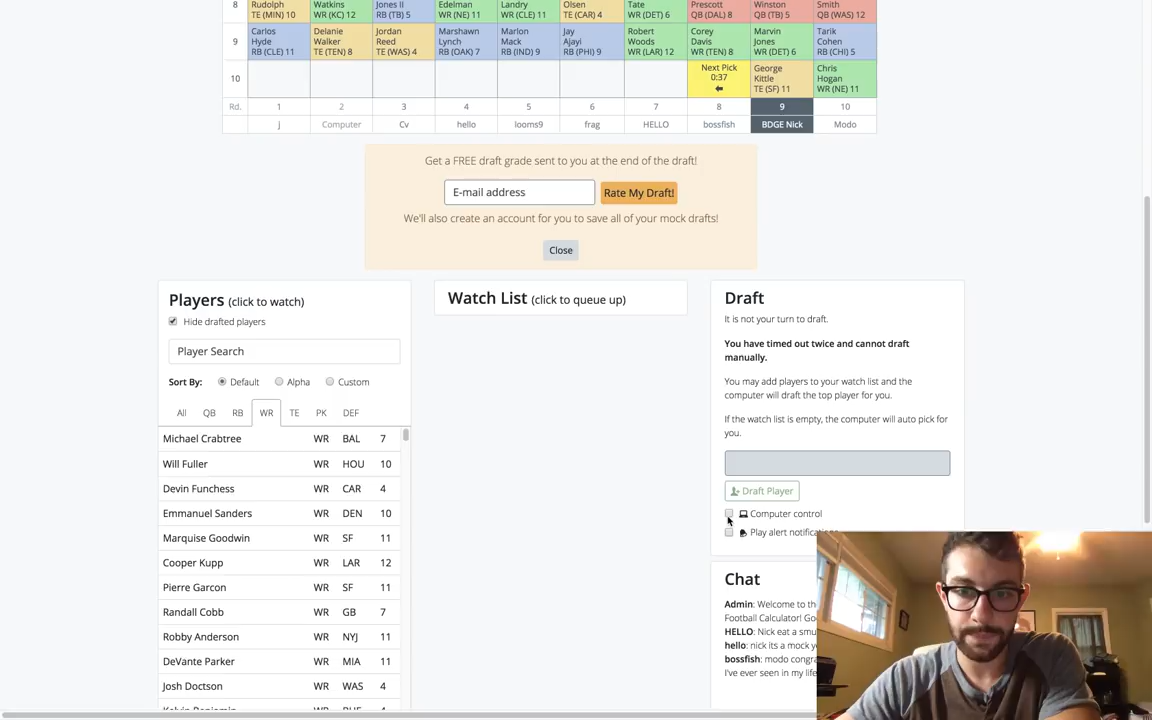 8
Rudolph
TE (MIN) 10
Watkins
WR (KC) 12
Jones II
RB (TB) 5
Edelman
WR (NE) 11
Landry
WR (CLE) 11
Olsen
TE (CAR) 4
Tate
WR (DET) 6
Prescott
QB (DAL) 8
Winston
QB (TB) 5
Smith
QB (WAS) 12
9
Carlos
Hyde
RB (CLE) 11
Delanie
Walker
TE (TEN) 8
Jordan
Reed
TE (WAS) 4
Marshawn
Lynch
RB (OAK) 7
Marlon
Mack
RB (IND) 9
Jay
Ajayi
RB (PHI) 9
Robert
Woods
WR (LAR) 12
Corey
Davis
WR (TEN) 8
Marvin
Jones
WR (DET) 6
Tarik
Cohen
RB (CHI) 5
10
Next Pick
0:37
George
Kittle
TE (SF) 11
Chris
Hogan
WR (NE) 11
Rd. 1 2 3 4 5 6 7 8 9 10
j Computer Cv hello looms9 frag HELLO bossfish BDGE Nick Modo
Get a FREE draft grade sent to you at the end of the draft!
E-mail address Rate My Draft!
We'll also create an account for you to save all of your mock drafts!
Close
Players (click to watch)
Hide drafted players
Player Search
Sort By: Default Alpha Custom
All QB RB WR TE PK DEF
Michael Crabtree WR BAL 7
Will Fuller WR HOU 10
Devin Funchess WR CAR 4
Emmanuel Sanders WR DEN 10
Marquise Goodwin WR SF 11
Cooper Kupp WR LAR 12
Pierre Garcon WR SF 11
Randall Cobb WR GB 7
Robby Anderson WR NYJ 11
DeVante Parker WR MIA 11
Josh Doctson WR WAS 4
Watch List (click to queue up)
Draft
It is not your turn to draft.
You have timed out twice and cannot draft
manually.
You may add players to your watch list and the
computer will draft the top player for you.
If the watch list is empty, the computer will auto pick for
you.
Draft Player
Computer control
Play alert notifications
Chat
Admin: Welcome to th
Football Calculator! Go
HELLO: Nick eat a smu
hello: nick its a mock y
bossfish: modo congra
I've ever seen in my life